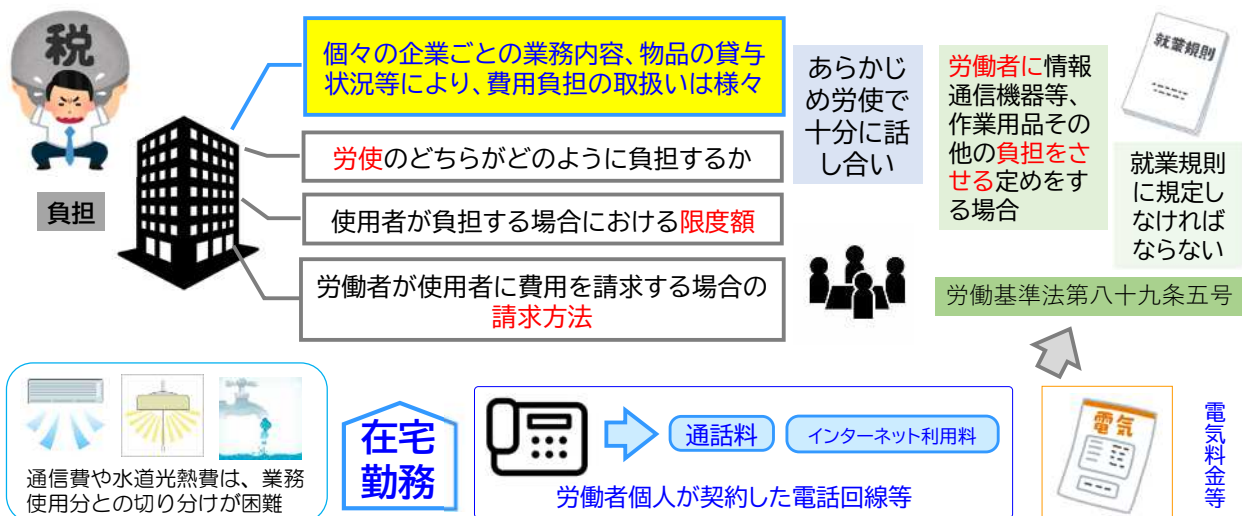 税
負担
個々の企業ごとの業務内容、物品の貸与
状況等により、費用負担の取扱いは様々
労使のどちらがどのように負担するか
使用者が負担する場合における限度額
労働者が使用者に費用を請求する場合の
請求方法
あらかじ
め労使で
十分に話
し合い
労働者に情報
通信機器等、
作業用品その
他の負担をさ
せる定めをす
る場合
就業規則
就業規則
に規定し
なければ
ならない
労働基準法第八十九条五号
通信費や水道光熱費は、業務
使用分との切り分けが困難
在宅
勤務
通話料
インターネット利用料
労働者個人が契約した電話回線等
電気
電気料金等